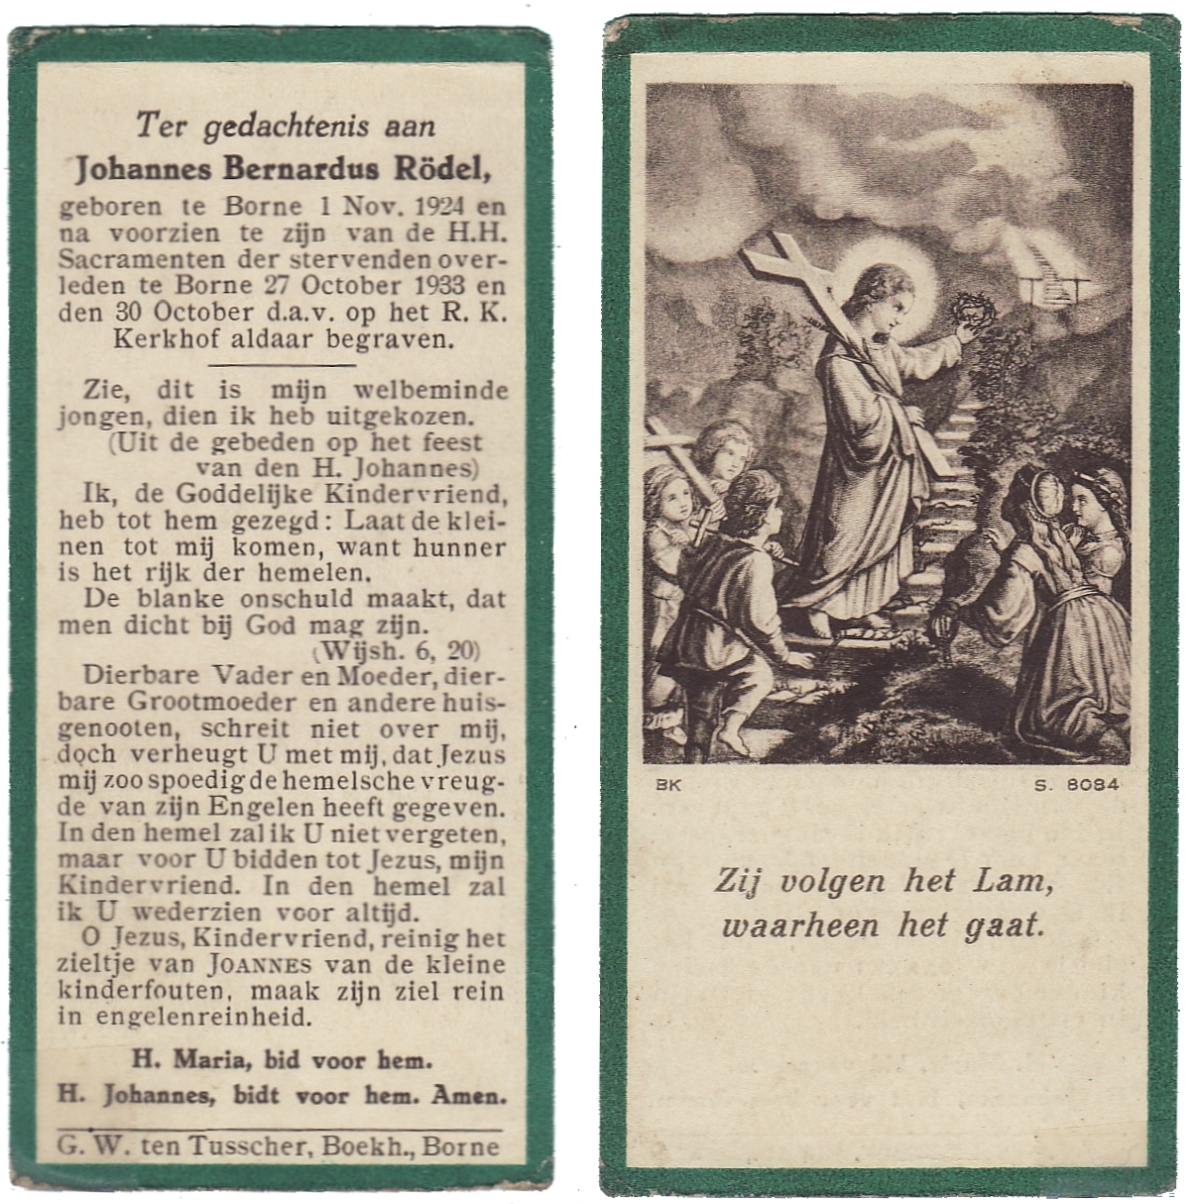 Ter gedachtenis aan
Johannes Bernardus Rödel,
geboren te Borne 1 Nov. 1924 en
na voorzien te zijn van de H.H.
Sacramenten der stervenden over-
leden te Borne 27 October 1933 en
den 30 October d.a.v. op het R. K.
Kerkhof aldaar begraven.
Zie, dit is mijn welbeminde
jongen, dien ik heb uitgekozen.
(Uit de gebeden op het feest
van den H. Johannes)
Ik, de Goddelijke Kindervriend,
heb tot hem gezegd: Laat de klei-
nen tot mij komen, want hunner
is het rijk der hemelen.
De blanke onschuld maakt, dat
men dicht bij God mag zijn.
(Wijsh. 6, 20)
Dierbare Vader en Moeder, dier-
bare Grootmoeder en andere huis-
genooten, schreit niet over mij,
doch verheugt U met mij, dat Jezus
mij zoo spoedig de hemelsche vreug-
de van zijn Engelen heeft gegeven.
In den hemel zal ik U niet vergeten,
maar voor U bidden tot Jezus, mijn
Kindervriend. In den hemel zal
ik U wederzien voor altijd.
O Jezus, Kindervriend, reinig het
zieltje van JOANNES van de kleine
kinderfouten, maak zijn ziel rein
in engelenreinheid.
H. Maria, bid voor hem.
H. Johannes, bidt voor hem. Amen.
G. W. ten Tusscher, Boekh., Borne
BK
S. 8084
Zij volgen het Lam,
waarheen het gaat.